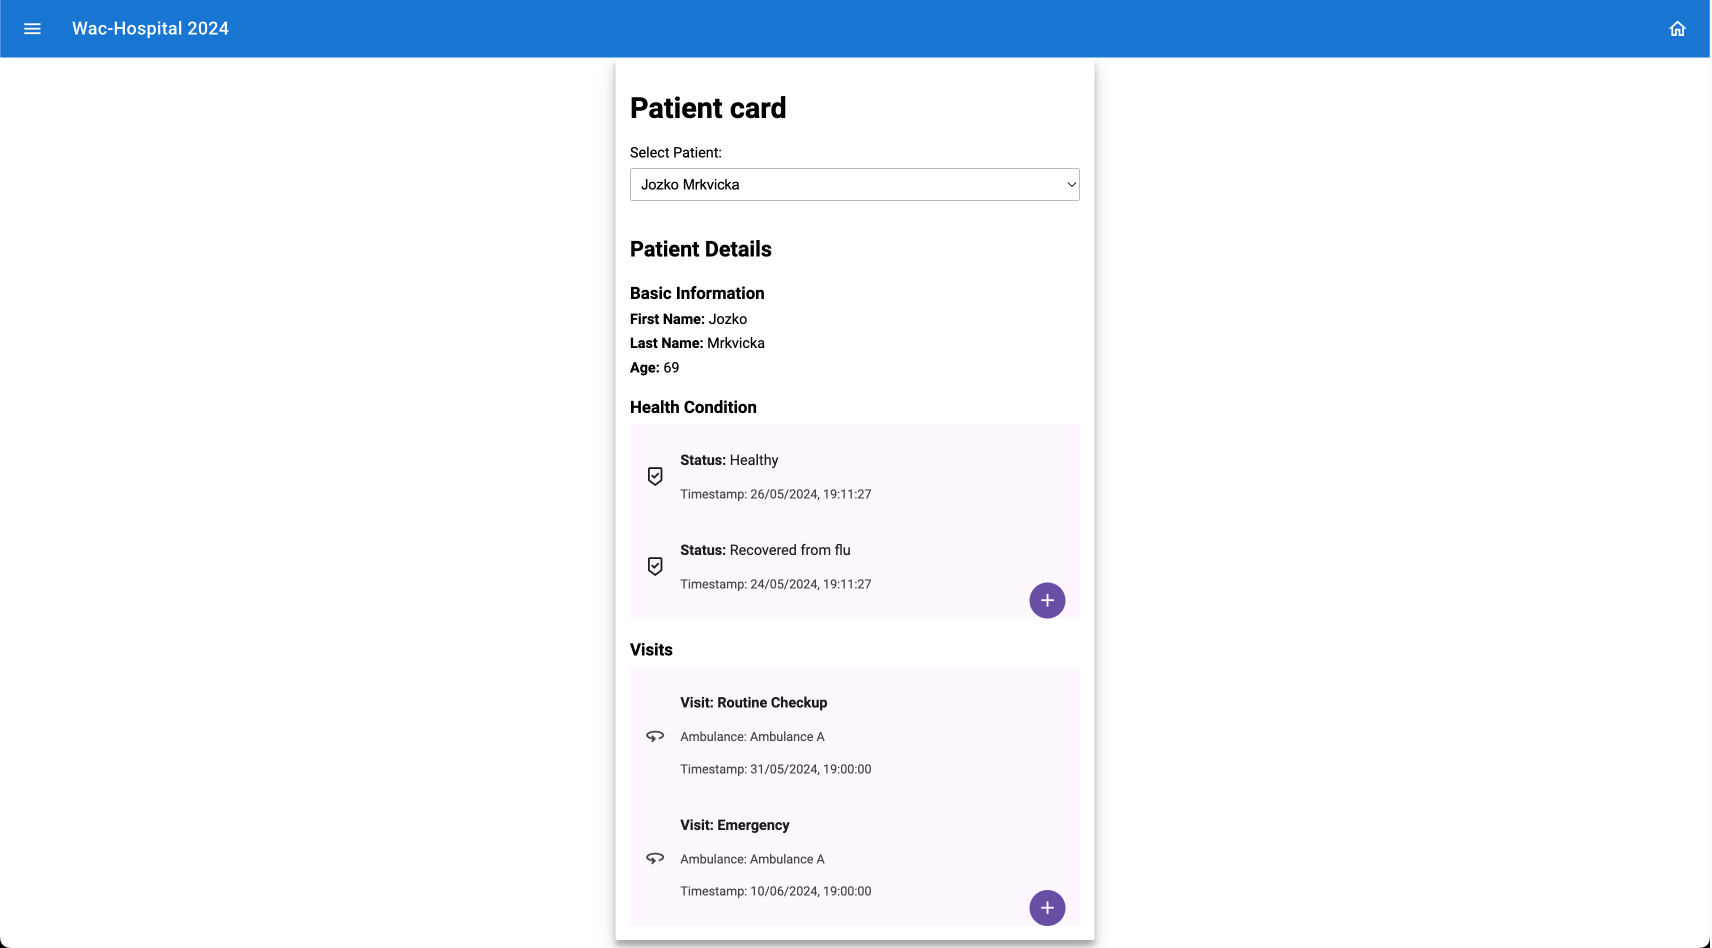 Wac-Hospital 2024
Patient card
Select Patient:
Jozko Mrkvicka
Patient Details
Basic Information
First Name: Jozko
Last Name: Mrkvicka
Age: 69
Health Condition
Status: Healthy
Timestamp: 26/05/2024, 19:11:27
Status: Recovered from flu
Timestamp: 24/05/2024, 19:11:27
Visits
Visit: Routine Checkup
Ambulance: Ambulance A
Timestamp: 31/05/2024, 19:00:00
Visit: Emergency
Ambulance: Ambulance A
Timestamp: 10/06/2024, 19:00:00